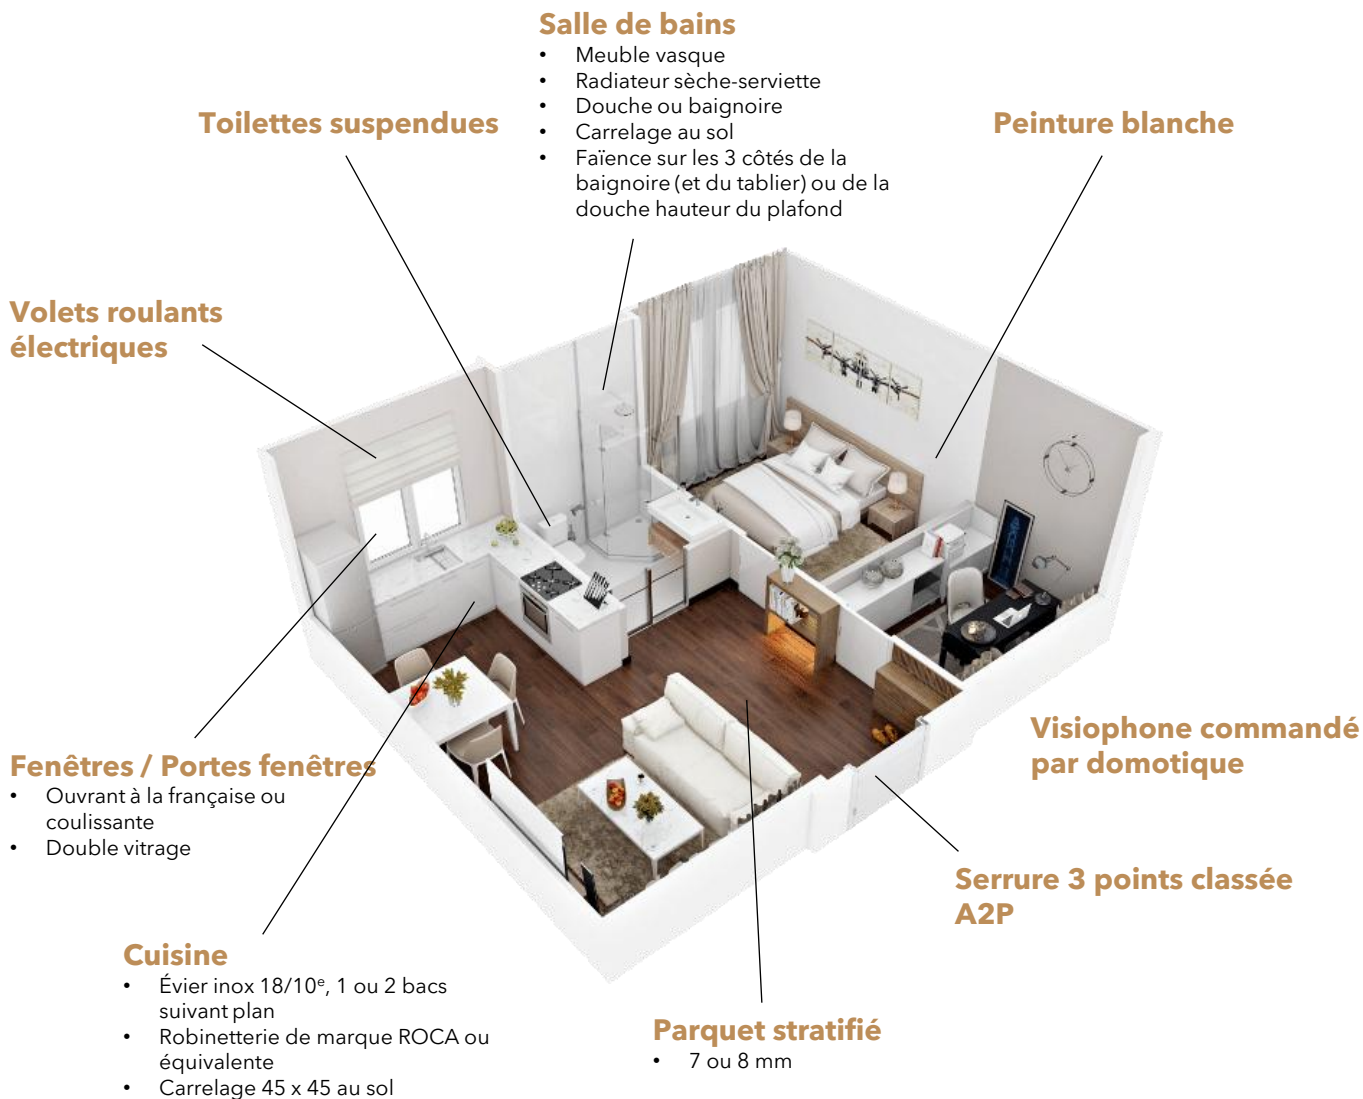 Salle de bains
• Meuble vasque
• Radiateur sèche-serviette
• Douche ou baignoire
• Carrelage au sol
• Faïence sur les 3 côtés de la
baignoire (et du tablier) ou de la
douche hauteur du plafond
Toilettes suspendues
Peinture blanche
Volets roulants
électriques
Fenêtres / Portes fenêtres
• Ouvrant à la française ou
coulissante
• Double vitrage
Visiophone commandé
par domotique
Serrure 3 points classée
A2P
Cuisine
• Évier inox 18/10ᵉ, 1 ou 2 bacs
suivant plan
• Robinetterie de marque ROCA ou
équivalente
• Carrelage 45 x 45 au sol
Parquet stratifié
• 7 ou 8 mm